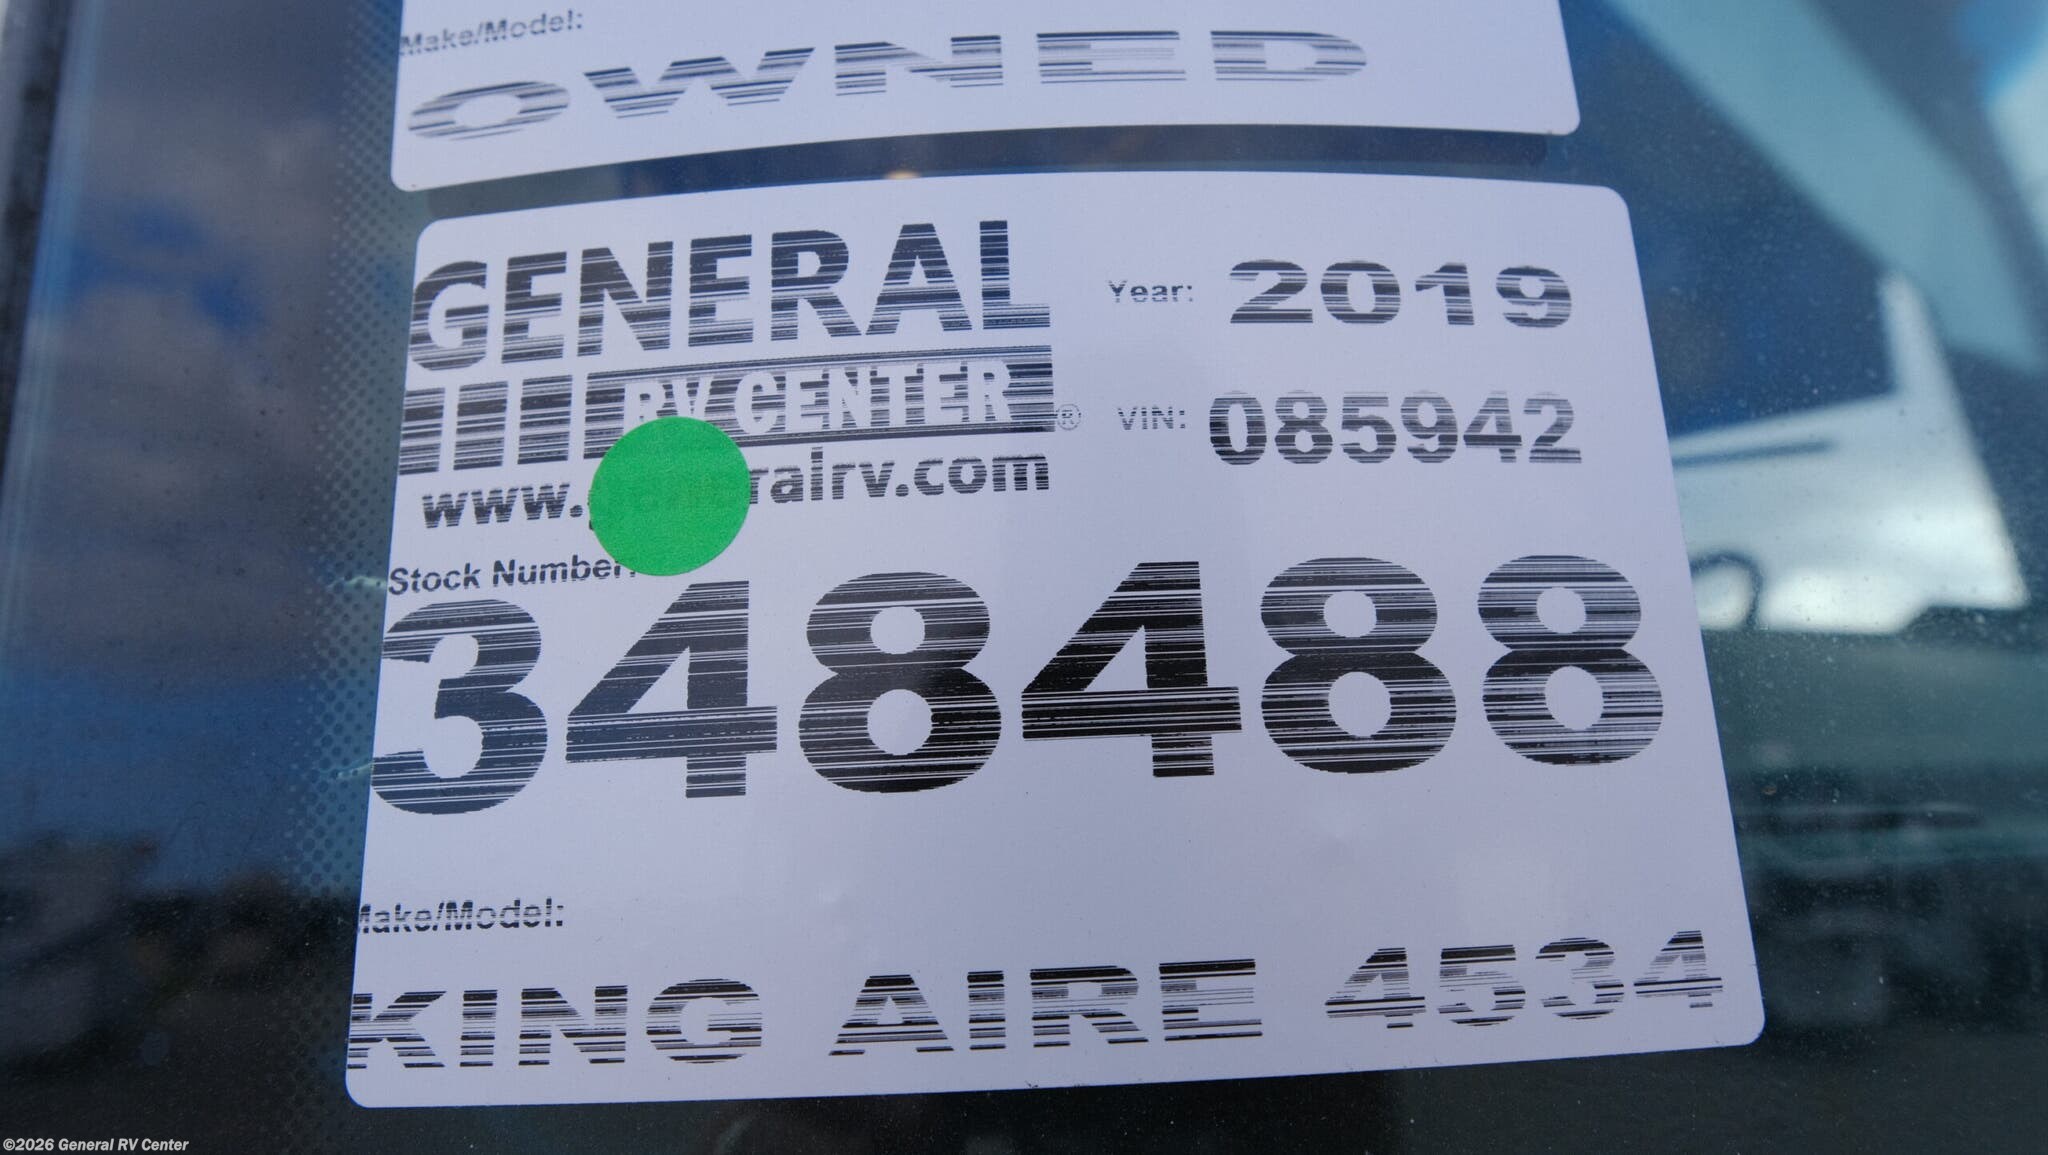 Make/Model:
OWNED
GENERAL
RV CENTER®
www.generalrv.com
Year: 2019
VIN: 085942
Stock Number:
348488
Make/Model:
KING AIRE 4534
©2026 General RV Center